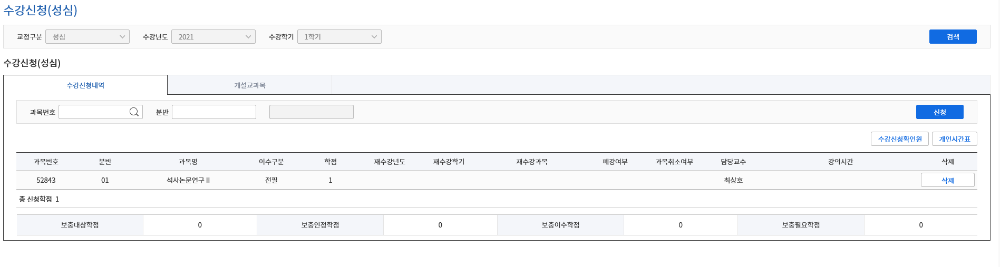 수강신청(성심)
교정구분 성심 수강년도 2021 수강학기 1학기 검색
수강신청(성심)
수강신청내역 개설교과목
과목번호 분반 신청
수강신청확인원 개인시간표
과목번호 분반 과목명 이수구분 학점 재수강년도 재수강학기 재수강과목 폐강여부 과목취소여부 담당교수 강의시간 삭제
52843 01 석사논문연구 II 전필 1 최상호 삭제
총 신청학점 1
보충대상학점 0 보충인정학점 0 보충이수학점 0 보충필요학점 0